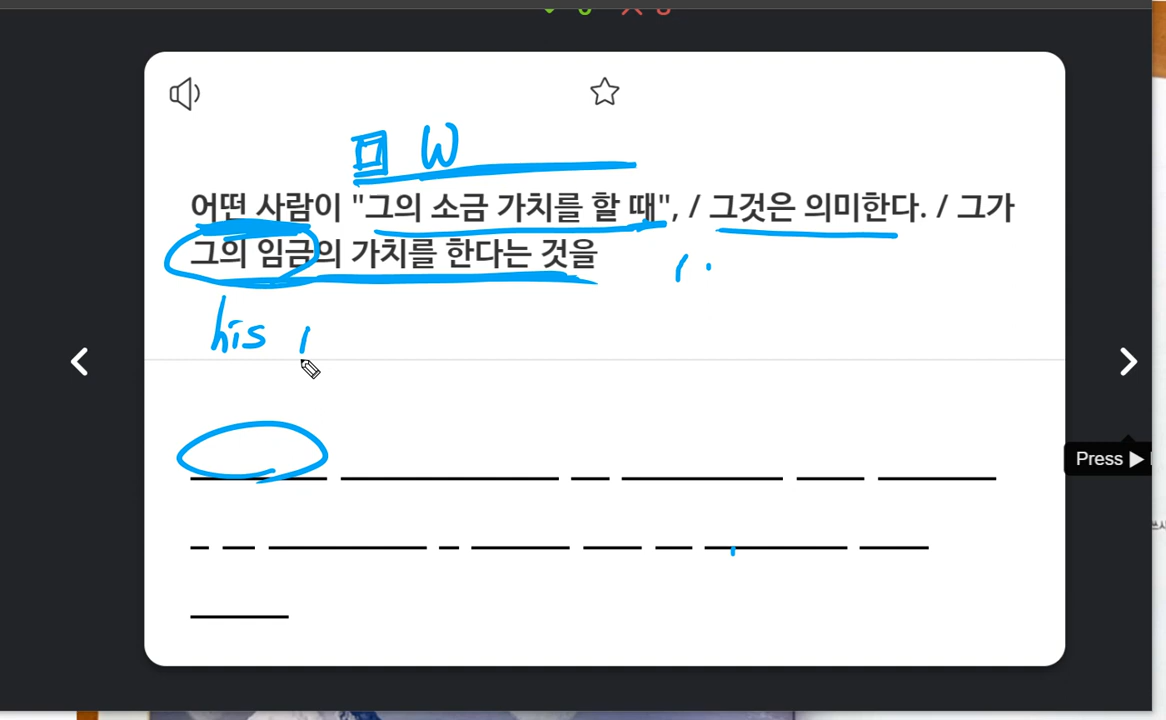 W
어떤 사람이 "그의 소금 가치를 할 때", / 그것은 의미한다. / 그가
그의 임금의 가치를 한다는 것을
his
Press ▶